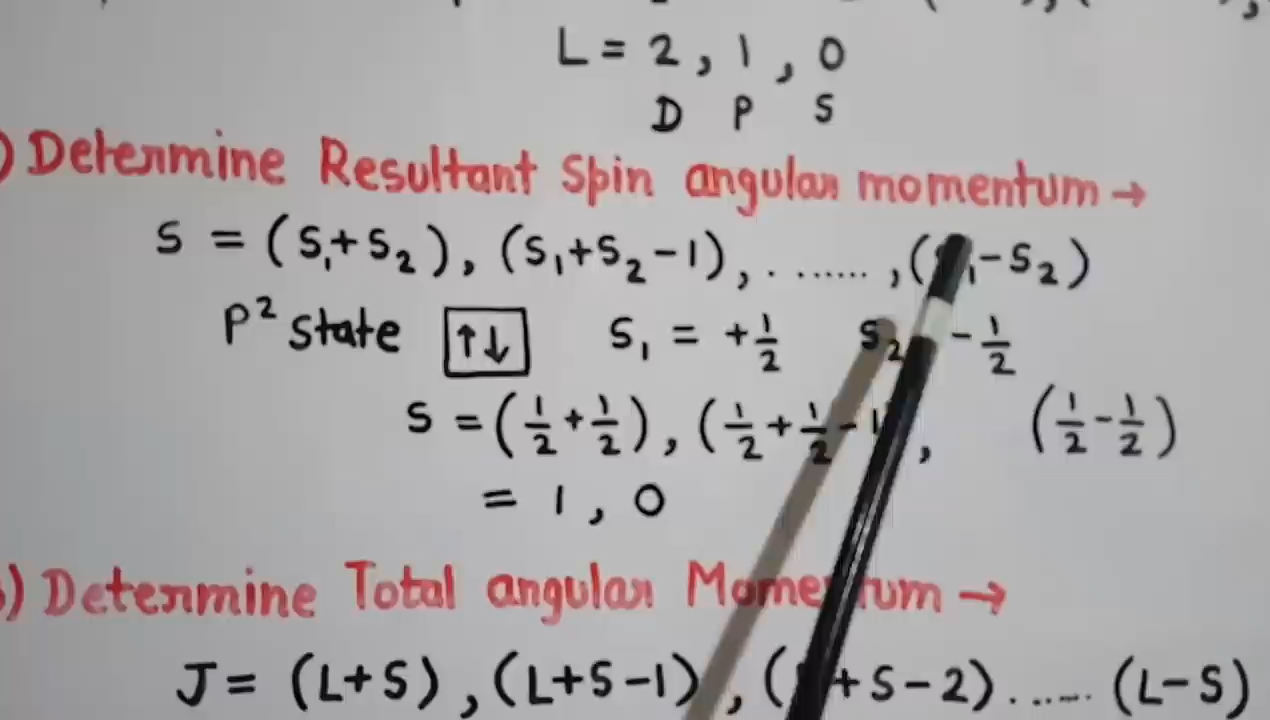 L = 2 , 1 , 0
D P S
) Determine Resultant Spin angular momentum →
S = (S₁+S₂), (S₁+S₂-1), ........ ,( ₁-S₂)
P² state ↑↓ S₁ = +1/2 S₂ -1/2
S = (1/2+1/2), (1/2+1/2-1 , (1/2-1/2)
= 1 , 0
) Determine Total angular Momentum →
J = (L+S) , (L+S-1) , ( +S-2) ...... (L-S)